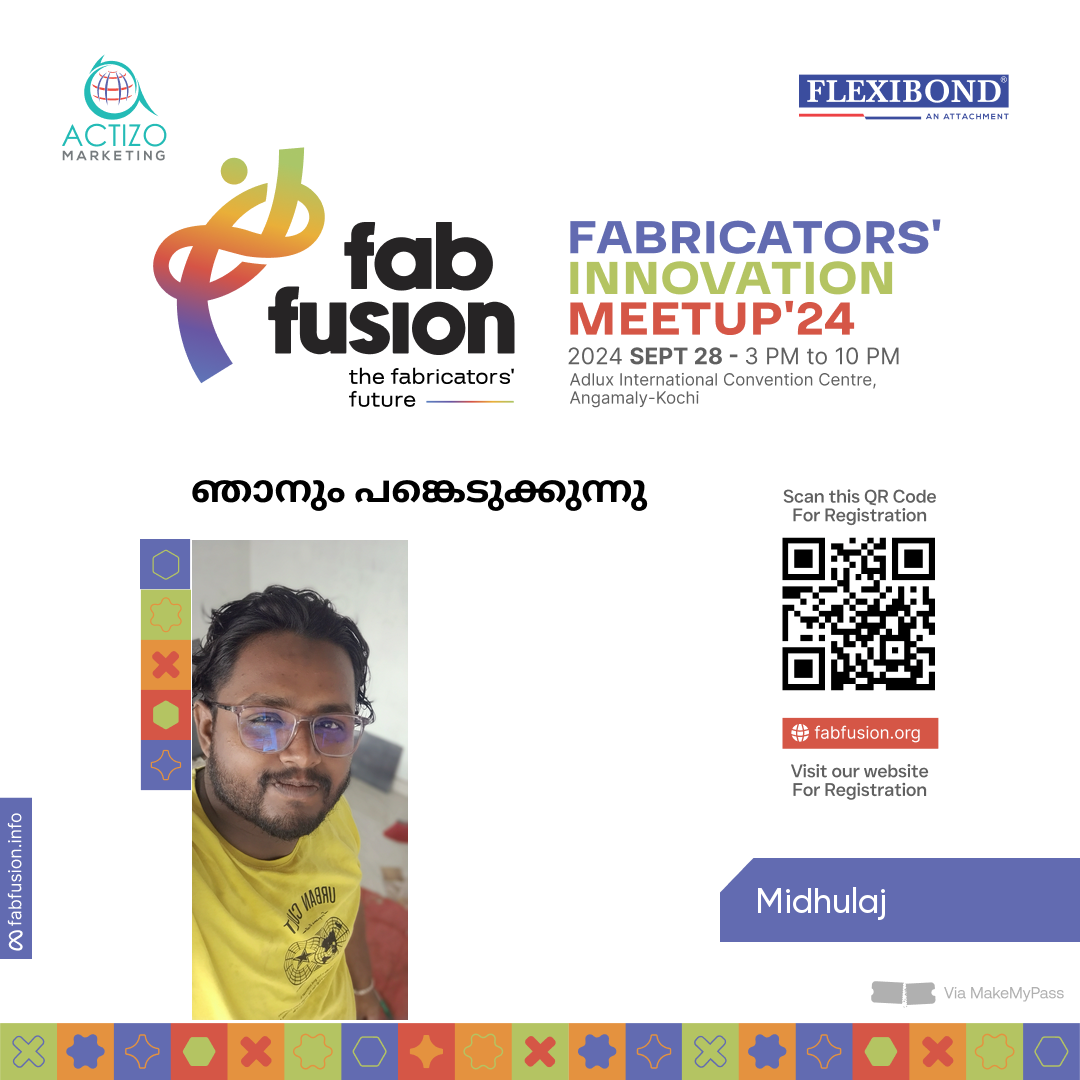 ACTIZO
MARKETING
FLEXIBOND®
AN ATTACHMENT
fab
fusion
the fabricators'
future
FABRICATORS'
INNOVATION
MEETUP'24
2024 SEPT 28 - 3 PM to 10 PM
Adlux International Convention Centre,
Angamaly-Kochi
ഞാനും പങ്കെടുക്കുന്നു
Scan this QR Code
For Registration
fabfusion.org
Visit our website
For Registration
URBAN CULT
fabfusion.info
Midhulaj
Via MakeMyPass